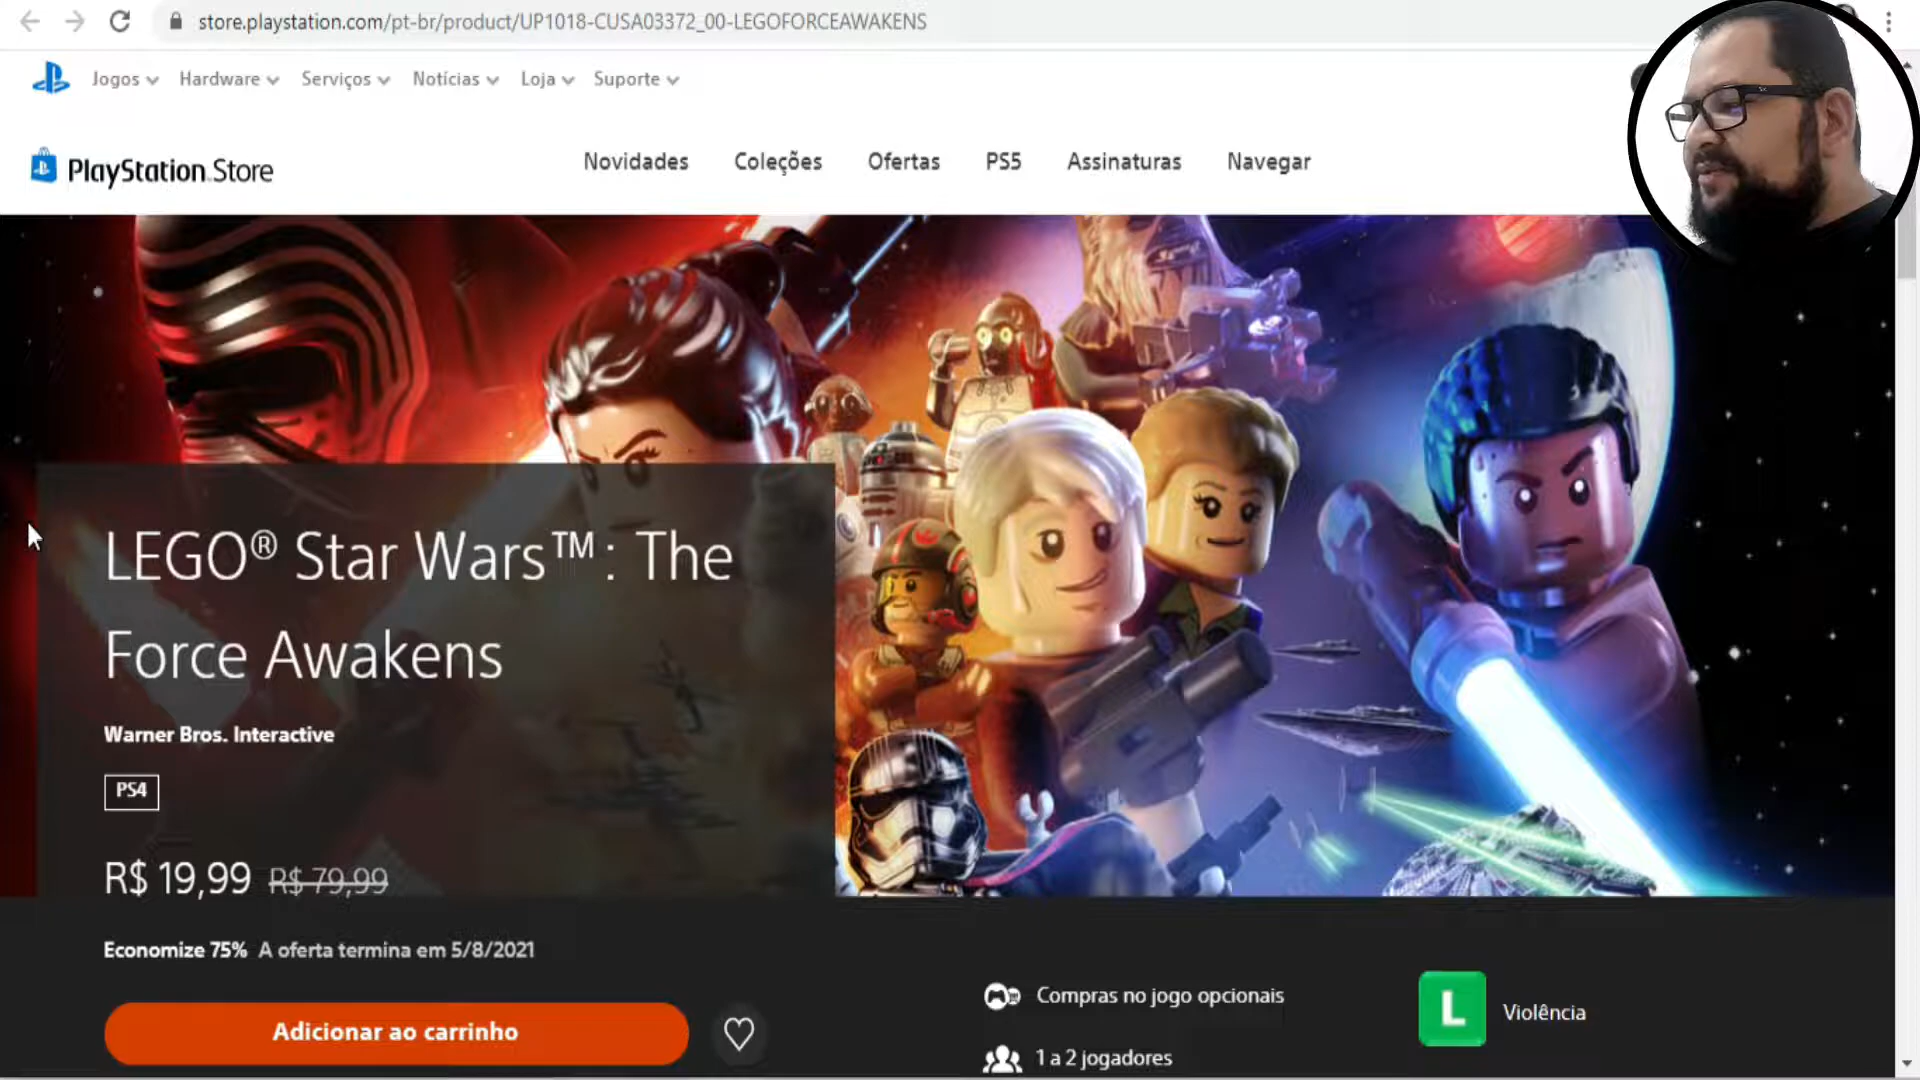 store.playstation.com/pt-br/product/UP1018-CUSA03372_00-LEGOFORCEAWAKENS
Jogos Hardware Serviços Notícias Loja Suporte
PlayStation Store
Novidades Coleções Ofertas PS5 Assinaturas Navegar
LEGO® Star Wars™: The
Force Awakens
Warner Bros. Interactive
PS4
R$ 19,99 R$ 79,99
Economize 75% A oferta termina em 5/8/2021
Adicionar ao carrinho
Compras no jogo opcionais
1 a 2 jogadores
L Violência